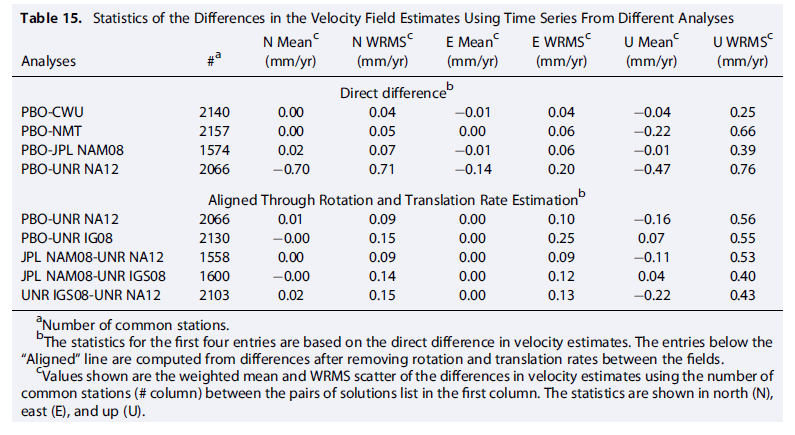 Table 15. Statistics of the Differences in the Velocity Field Estimates Using Time Series From Different Analyses
N Meanc N WRMSc E Meanc E WRMSc U Meanc U WRMSc
Analyses #a (mm/yr) (mm/yr) (mm/yr) (mm/yr) (mm/yr) (mm/yr)
Direct differenceb
PBO-CWU 2140 0.00 0.04 −0.01 0.04 −0.04 0.25
PBO-NMT 2157 0.00 0.05 0.00 0.06 −0.22 0.66
PBO-JPL NAM08 1574 0.02 0.07 −0.01 0.06 −0.01 0.39
PBO-UNR NA12 2066 −0.70 0.71 −0.14 0.20 −0.47 0.76
Aligned Through Rotation and Translation Rate Estimationb
PBO-UNR NA12 2066 0.01 0.09 0.00 0.10 −0.16 0.56
PBO-UNR IG08 2130 −0.00 0.15 0.00 0.25 0.07 0.55
JPL NAM08-UNR NA12 1558 0.00 0.09 0.00 0.09 −0.11 0.53
JPL NAM08-UNR IGS08 1600 −0.00 0.14 0.00 0.12 0.04 0.40
UNR IGS08-UNR NA12 2103 0.02 0.15 0.00 0.13 −0.22 0.43
aNumber of common stations.
bThe statistics for the first four entries are based on the direct difference in velocity estimates. The entries below the
“Aligned” line are computed from differences after removing rotation and translation rates between the fields.
cValues shown are the weighted mean and WRMS scatter of the differences in velocity estimates using the number of
common stations (# column) between the pairs of solutions list in the first column. The statistics are shown in north (N),
east (E), and up (U).